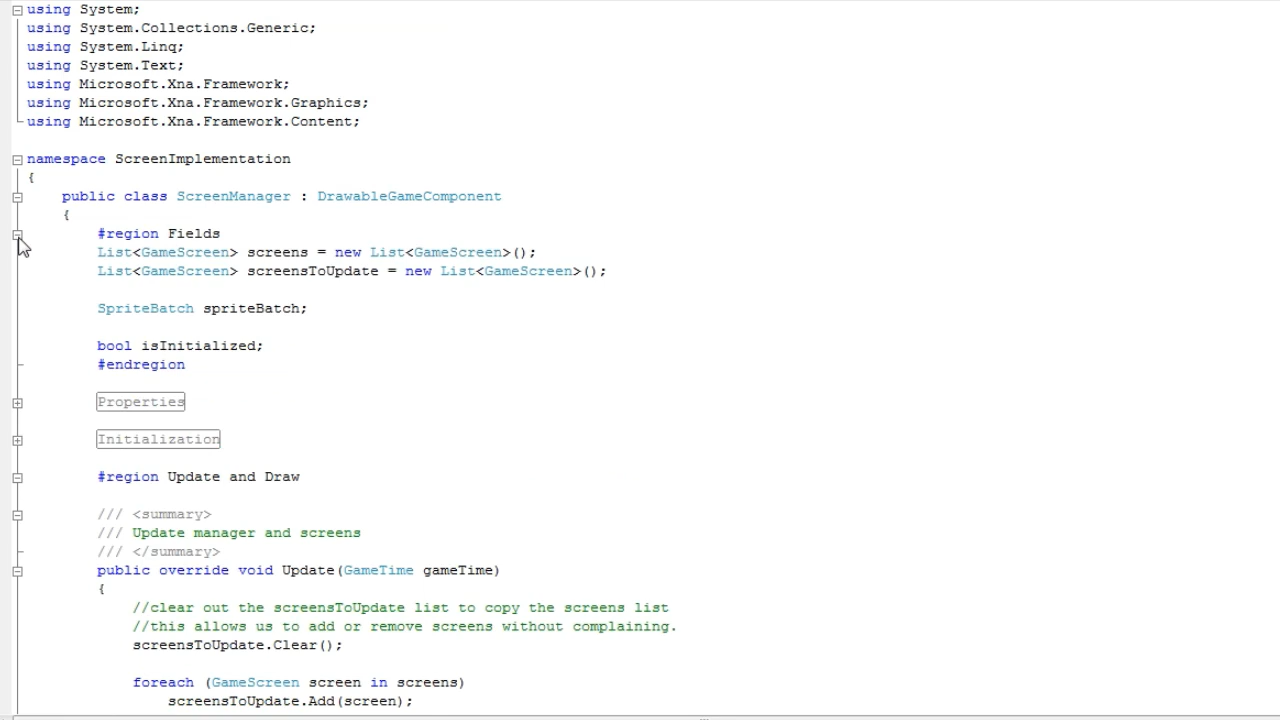 using System;
using System.Collections.Generic;
using System.Linq;
using System.Text;
using Microsoft.Xna.Framework;
using Microsoft.Xna.Framework.Graphics;
using Microsoft.Xna.Framework.Content;
namespace ScreenImplementation
{
public class ScreenManager : DrawableGameComponent
{
#region Fields
List<GameScreen> screens = new List<GameScreen>();
List<GameScreen> screensToUpdate = new List<GameScreen>();
SpriteBatch spriteBatch;
bool isInitialized;
#endregion
Properties
Initialization
#region Update and Draw
/// <summary>
/// Update manager and screens
/// </summary>
public override void Update(GameTime gameTime)
{
//clear out the screensToUpdate list to copy the screens list
//this allows us to add or remove screens without complaining.
screensToUpdate.Clear();
foreach (GameScreen screen in screens)
screensToUpdate.Add(screen);